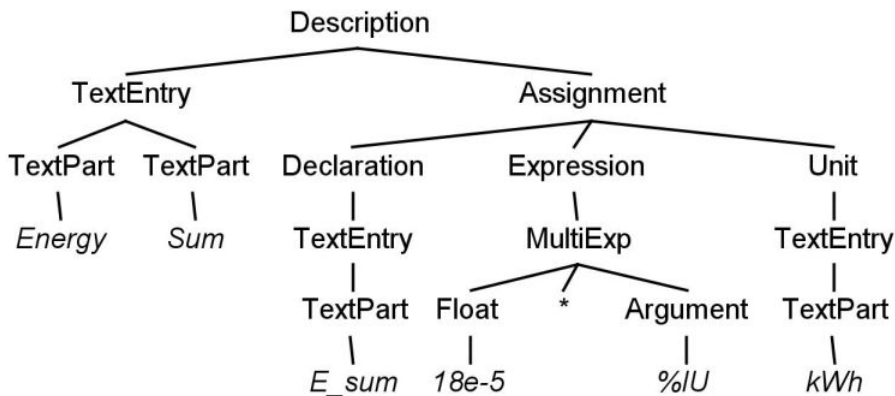 Description
TextEntry Assignment
TextPart TextPart Declaration Expression Unit
Energy Sum TextEntry MultiExp TextEntry
TextPart Float * Argument TextPart
E_sum 18e-5 %IU kWh